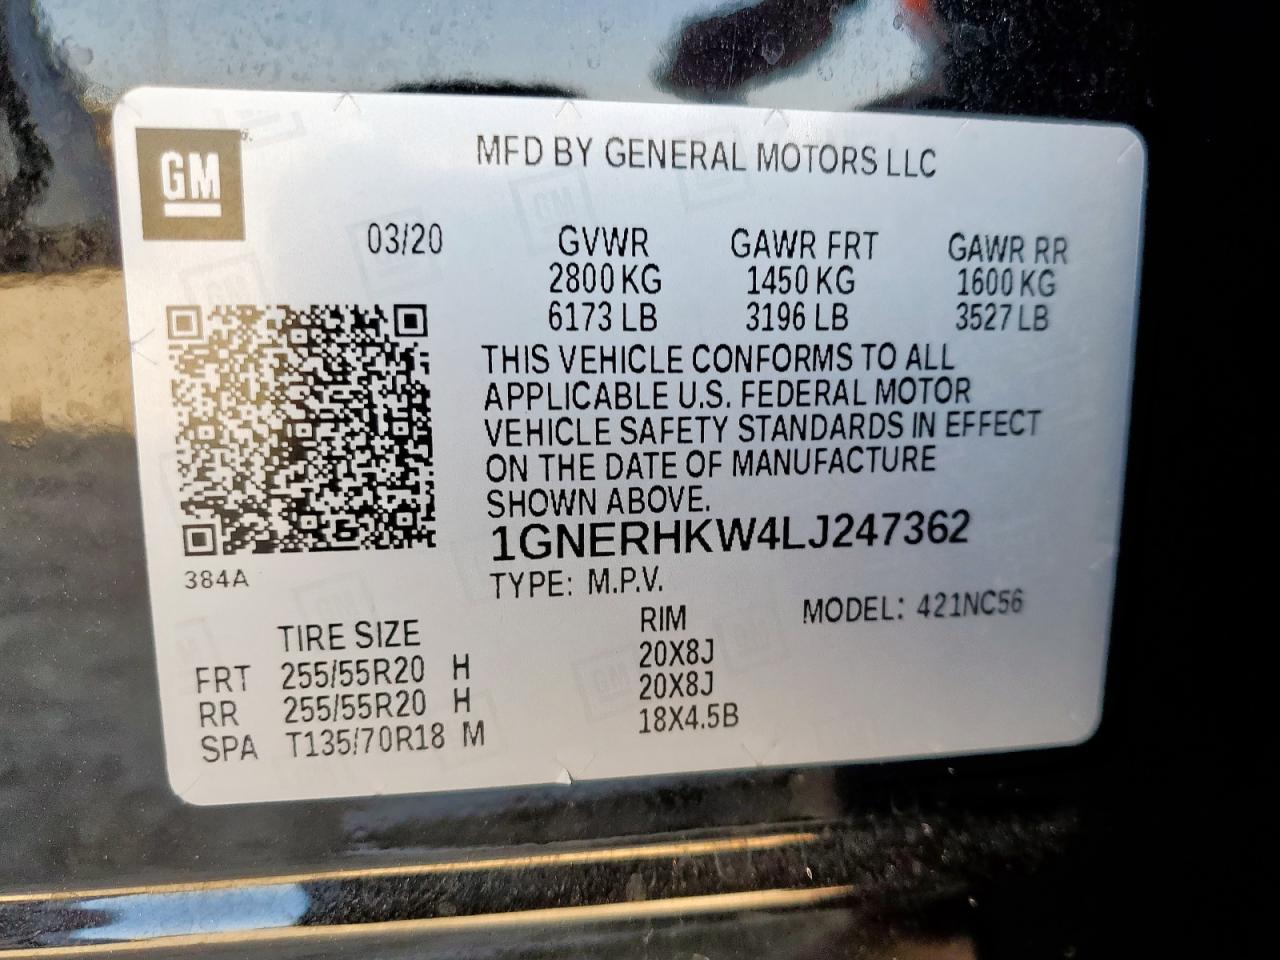 GM
MFD BY GENERAL MOTORS LLC
03/20
GVWR GAWR FRT GAWR RR
2800 KG 1450 KG 1600 KG
6173 LB 3196 LB 3527 LB
THIS VEHICLE CONFORMS TO ALL
APPLICABLE U.S. FEDERAL MOTOR
VEHICLE SAFETY STANDARDS IN EFFECT
ON THE DATE OF MANUFACTURE
SHOWN ABOVE.
1GNERHKW4LJ247362
384A
TYPE: M.P.V. MODEL: 421NC56
TIRE SIZE RIM
FRT 255/55R20 H 20X8J
RR 255/55R20 H 20X8J
SPA T135/70R18 M 18X4.5B